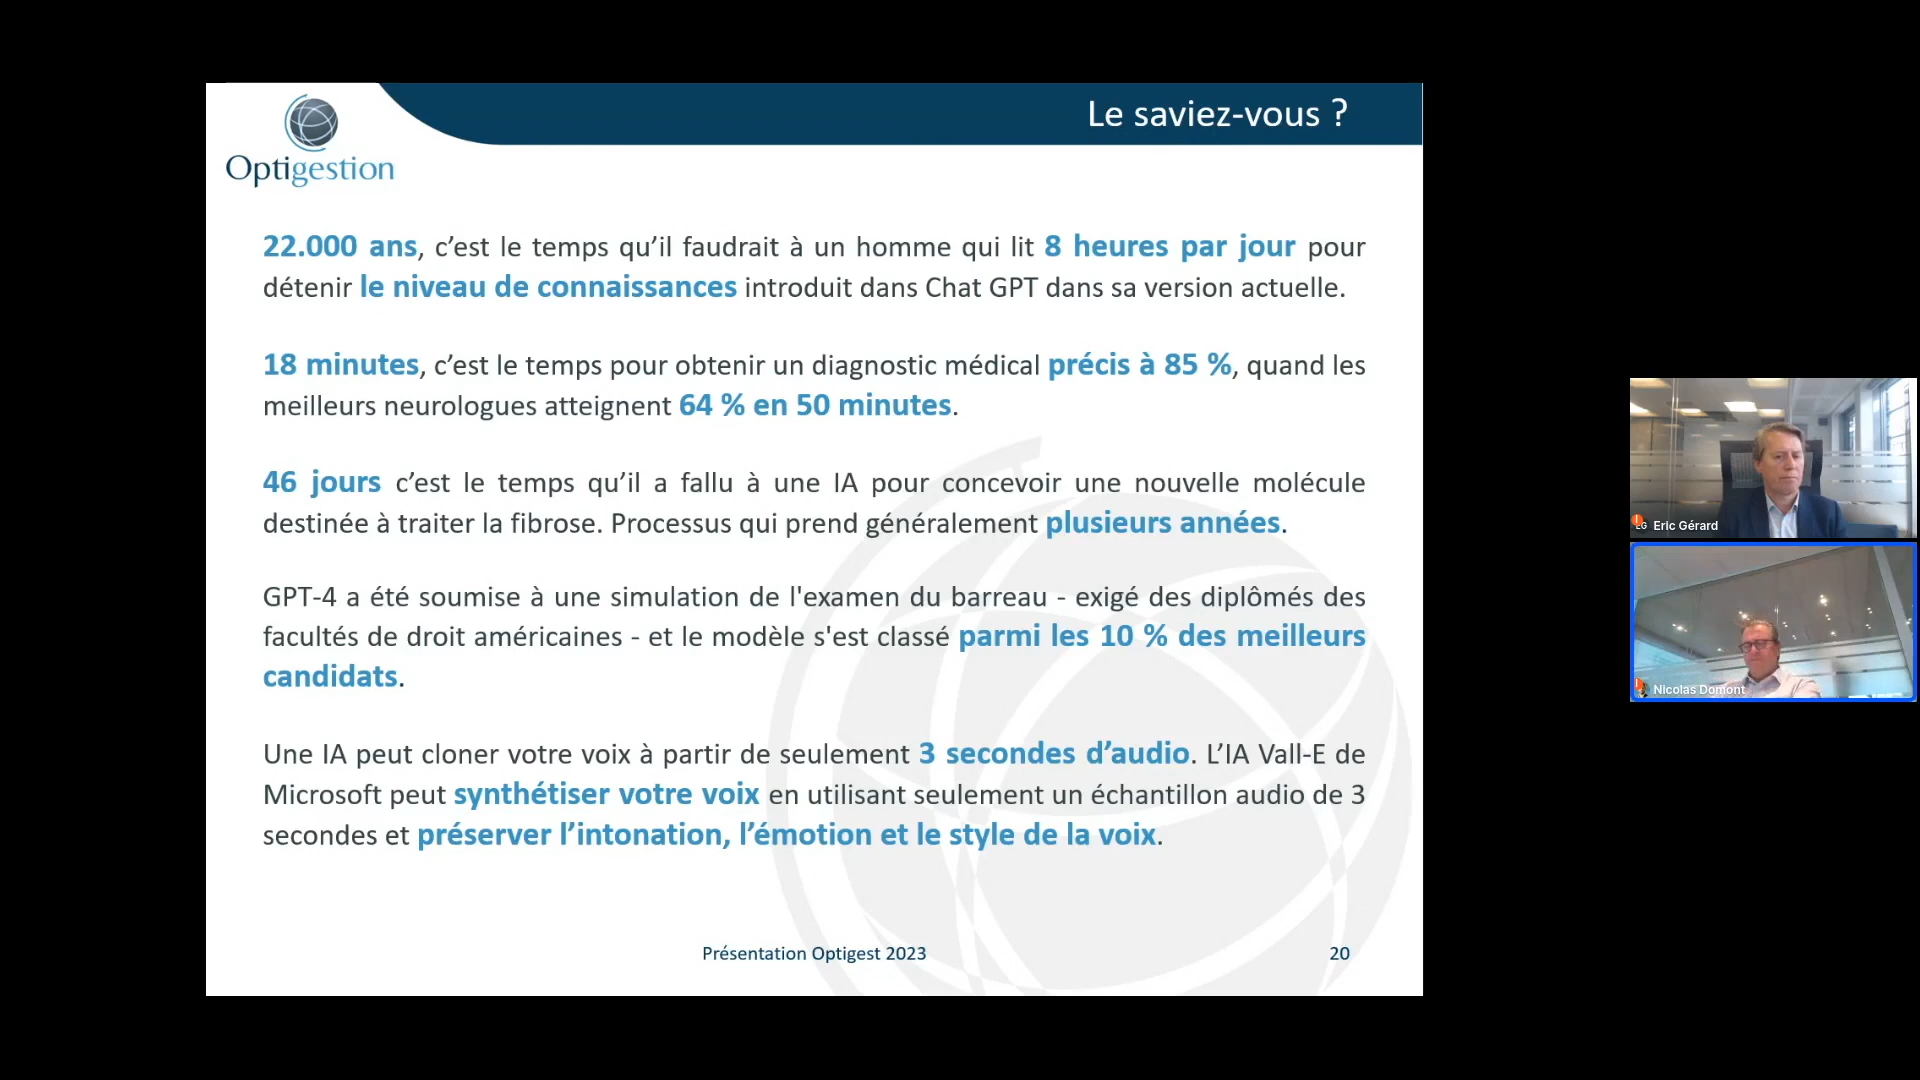 Le saviez-vous ?
Optigestion
22.000 ans, c’est le temps qu’il faudrait à un homme qui lit 8 heures par jour pour
détenir le niveau de connaissances introduit dans Chat GPT dans sa version actuelle.
18 minutes, c’est le temps pour obtenir un diagnostic médical précis à 85 %, quand les
meilleurs neurologues atteignent 64 % en 50 minutes.
46 jours c’est le temps qu’il a fallu à une IA pour concevoir une nouvelle molécule
destinée à traiter la fibrose. Processus qui prend généralement plusieurs années.
GPT-4 a été soumise à une simulation de l'examen du barreau - exigé des diplômés des
facultés de droit américaines - et le modèle s'est classé parmi les 10 % des meilleurs
candidats.
Une IA peut cloner votre voix à partir de seulement 3 secondes d’audio. L’IA Vall-E de
Microsoft peut synthétiser votre voix en utilisant seulement un échantillon audio de 3
secondes et préserver l’intonation, l’émotion et le style de la voix.
Présentation Optigest 2023
20
EG Eric Gérard
Nicolas Domont